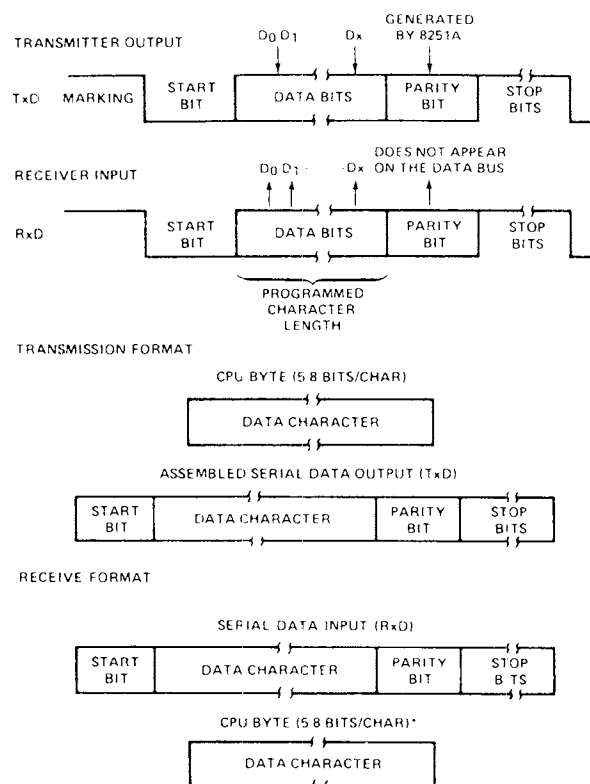 TRANSMITTER OUTPUT
D0 D1
Dx
GENERATED
BY 8251A
TxD MARKING
START
BIT
DATA BITS
PARITY
BIT
STOP
BITS
RECEIVER INPUT
D0 D1
Dx
DOES NOT APPEAR
ON THE DATA BUS
RxD
START
BIT
DATA BITS
PARITY
BIT
STOP
BITS
PROGRAMMED
CHARACTER
LENGTH
TRANSMISSION FORMAT
CPU BYTE (5 8 BITS/CHAR)
DATA CHARACTER
ASSEMBLED SERIAL DATA OUTPUT (TxD)
START
BIT
DATA CHARACTER
PARITY
BIT
STOP
BITS
RECEIVE FORMAT
SERIAL DATA INPUT (RxD)
START
BIT
DATA CHARACTER
PARITY
BIT
STOP
B TS
CPU BYTE (5 8 BITS/CHAR)*
DATA CHARACTER